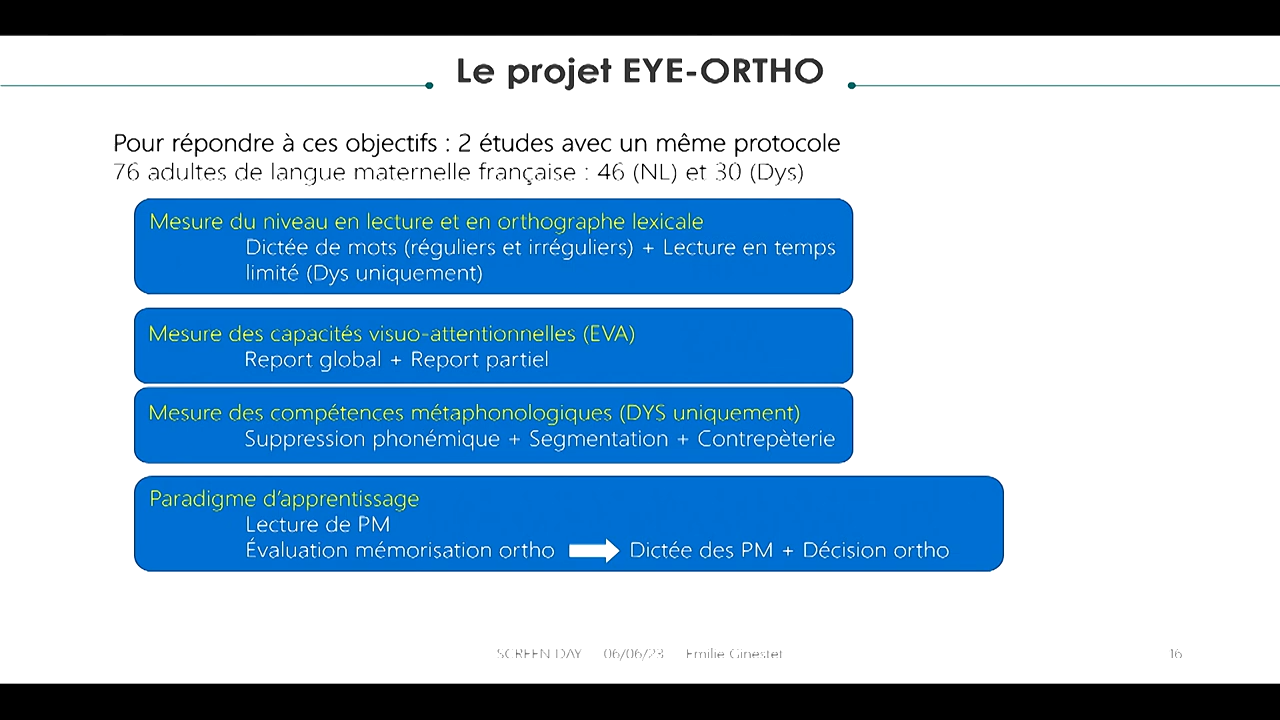 Le projet EYE-ORTHO
Pour répondre à ces objectifs : 2 études avec un même protocole
76 adultes de langue maternelle française : 46 (NL) et 30 (Dys)
Mesure du niveau en lecture et en orthographe lexicale
Dictée de mots (réguliers et irréguliers) + Lecture en temps
limité (Dys uniquement)
Mesure des capacités visuo-attentionnelles (EVA)
Report global + Report partiel
Mesure des compétences métaphonologiques (DYS uniquement)
Suppression phonémique + Segmentation + Contrepèterie
Paradigme d'apprentissage
Lecture de PM
Évaluation mémorisation ortho Dictée des PM + Décision ortho
SCREEN DAY 06/06/23 Emilie Ginestet 16